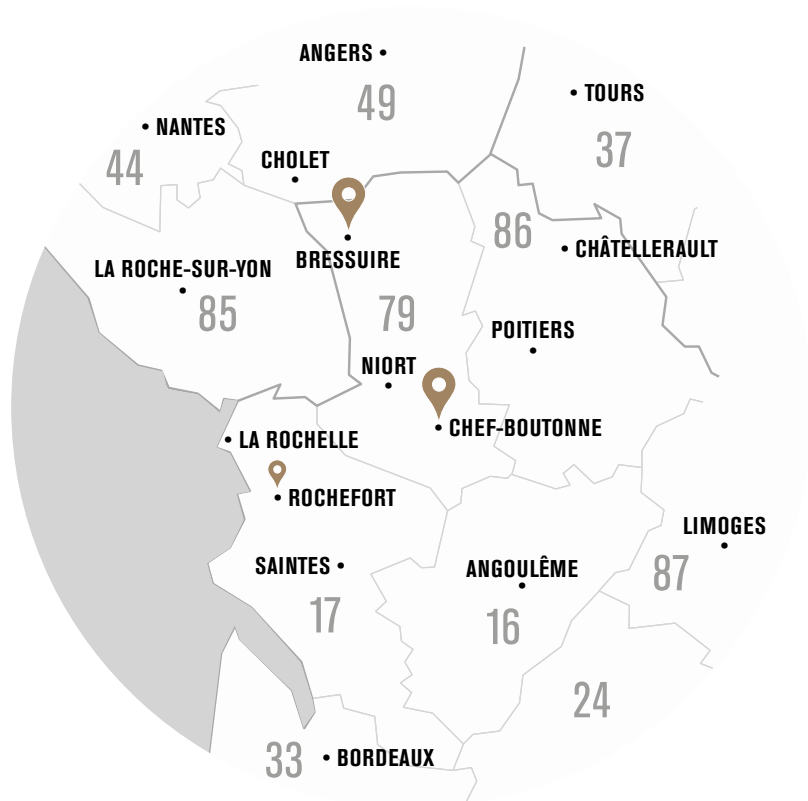 ANGERS
49
TOURS
NANTES
37
44
CHOLET
86
CHÂTELLERAULT
BRESSUIRE
LA ROCHE-SUR-YON
85
79
POITIERS
NIORT
CHEF-BOUTONNE
LA ROCHELLE
ROCHEFORT
LIMOGES
SAINTES
ANGOULÊME
87
17
16
24
33
BORDEAUX